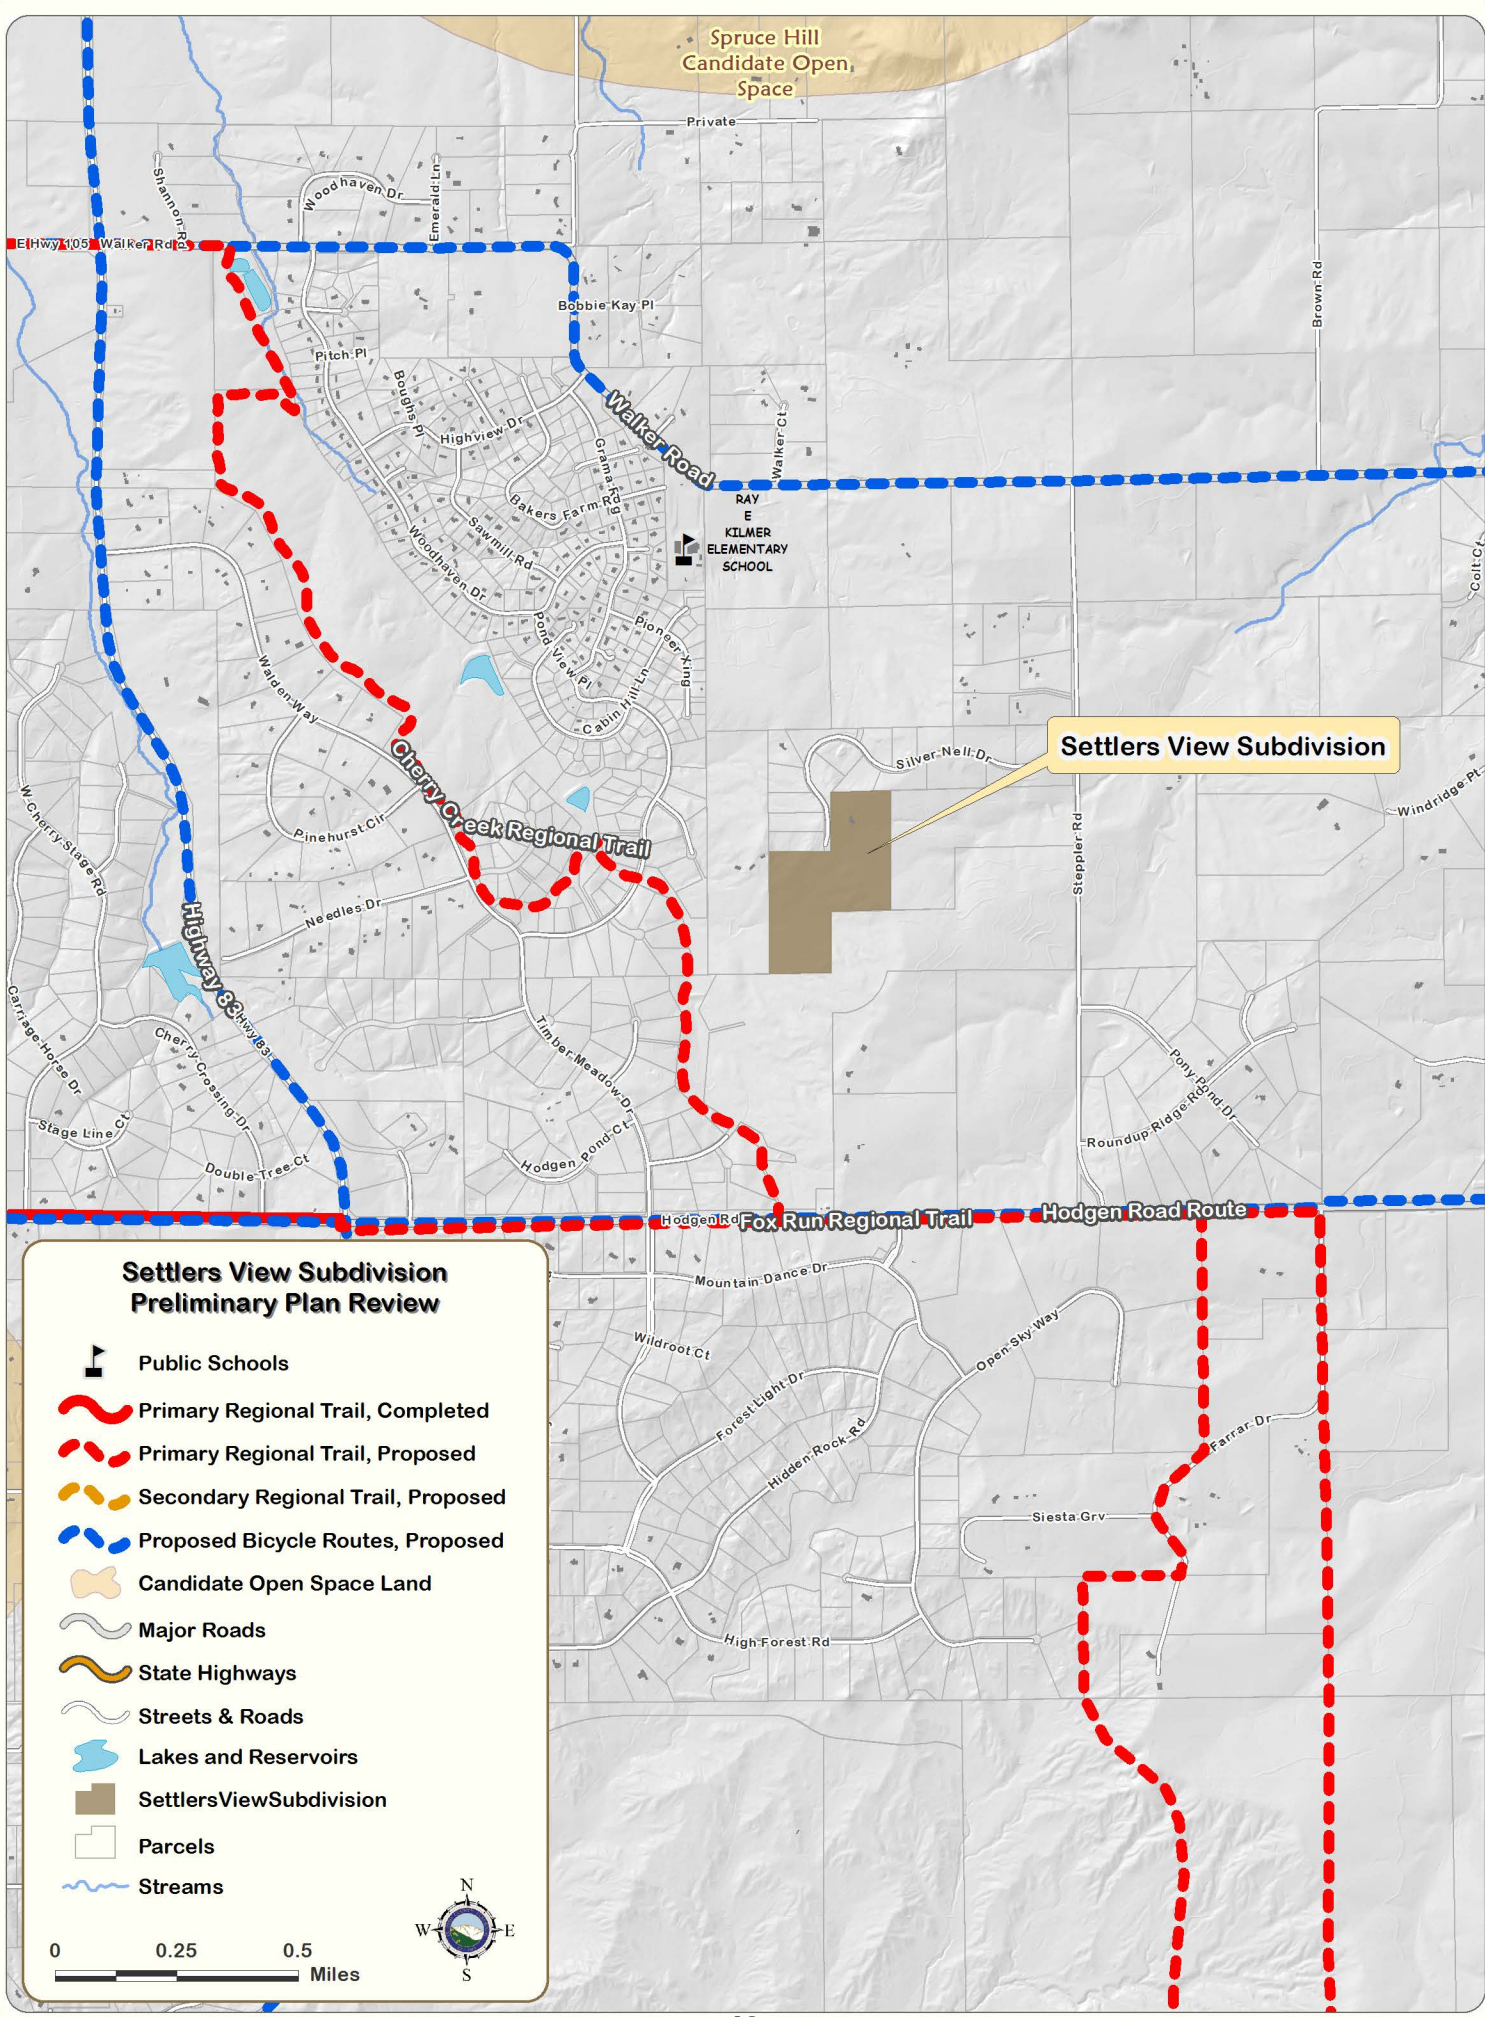 Spruce Hill
Candidate Open
Space
Private
Shannon Rd
Woodhaven Dr
Emerald Ln
E Hwy 105
Walker Rd
Brown Rd
Bobbie Kay Pl
Pitch Pl
Boughs Pl
Highview Dr
Grama Rdg
Walker Road
Walker Ct
Bakers Farm Rd
RAY
E
KILMER
ELEMENTARY
SCHOOL
Sawmill Rd
Woodhaven Dr
Colt Ct
Pond View Pl
Pioneer Xing
Cabin Hill Ln
Walden Way
Settlers View Subdivision
Silver Nell Dr
Cherry Creek Regional Trail
Windridge Pt
W Cherry Stage Rd
Pinehurst Cir
Steppler Rd
Needles Dr
Highway 83
Hwy 83
Carriage Horse Dr
Cherry Crossing Dr
Timber Meadow Dr
Pony Pond Dr
Roundup Ridge Rd
Stage Line Ct
Double Tree Ct
Hodgen Pond Ct
Hodgen Rd
Fox Run Regional Trail
Hodgen Road Route
Mountain Dance Dr
Wildroot Ct
Open Sky Way
Forest Light Dr
Hidden Rock Rd
Farrar Dr
Siesta Grv
High Forest Rd
Settlers View Subdivision
Preliminary Plan Review
Public Schools
Primary Regional Trail, Completed
Primary Regional Trail, Proposed
Secondary Regional Trail, Proposed
Proposed Bicycle Routes, Proposed
Candidate Open Space Land
Major Roads
State Highways
Streets & Roads
Lakes and Reservoirs
SettlersViewSubdivision
Parcels
Streams
N
W
E
S
0 0.25 0.5
Miles